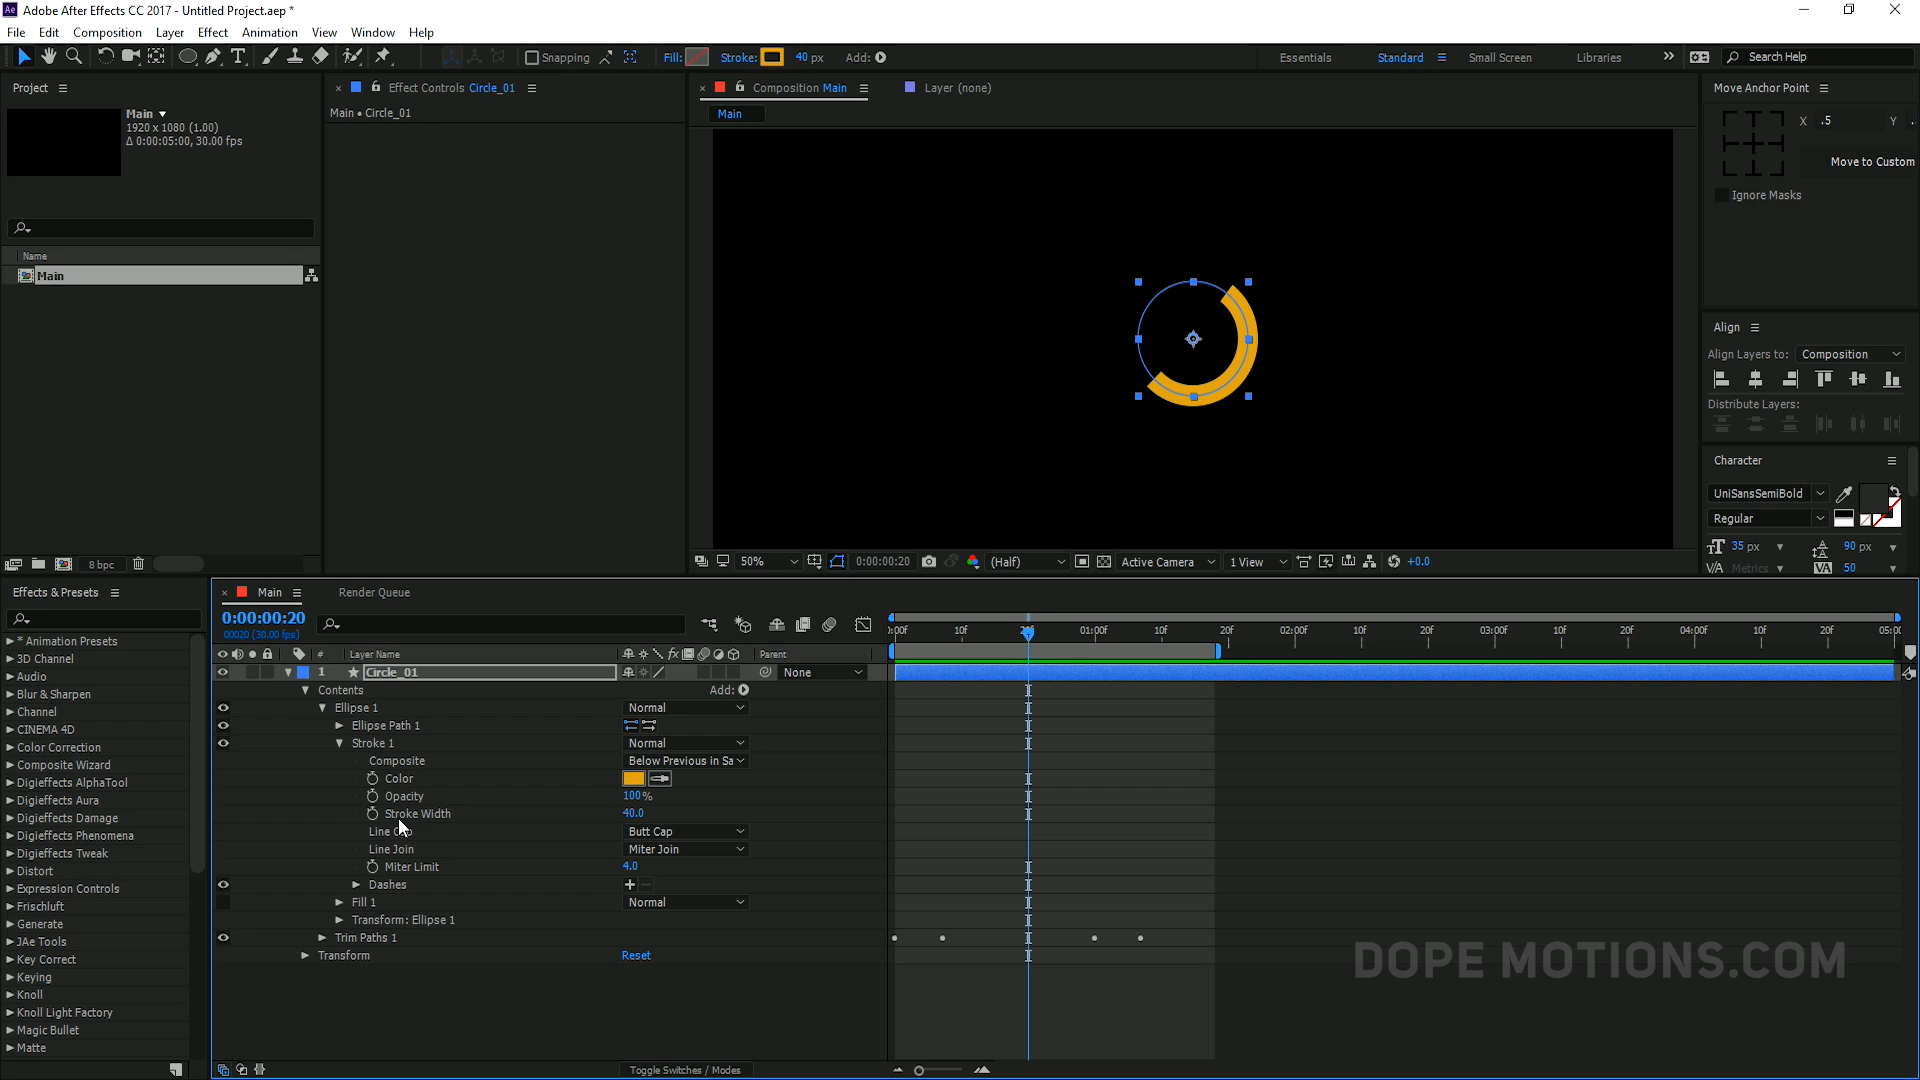 Adobe After Effects CC 2017 - Untitled Project.aep *
File Edit Composition Layer Effect Animation View Window Help
Snapping Fill: Stroke: 40 px Add: Essentials Standard Small Screen Libraries Search Help
Project
Main
1920 x 1080 (1.00)
Δ 0:00:05:00, 30.00 fps
Name
Main
8 bpc
Effect Controls Circle_01
Main • Circle_01
Composition Main
Layer (none)
Main
50% 0:00:00:20 (Half) Active Camera 1 View +0.0
Move Anchor Point
X .5 Y
Move to Custom
Ignore Masks
Align
Align Layers to: Composition
Distribute Layers:
Character
UniSansSemiBold
Regular
35 px 90 px
Metrics 50
Effects & Presets
* Animation Presets
3D Channel
Audio
Blur & Sharpen
Channel
CINEMA 4D
Color Correction
Composite Wizard
Digieffects AlphaTool
Digieffects Aura
Digieffects Damage
Digieffects Phenomena
Digieffects Tweak
Distort
Expression Controls
Frischluft
Generate
JAe Tools
Key Correct
Keying
Knoll
Knoll Light Factory
Magic Bullet
Matte
Main Render Queue
0:00:00:20
00020 (30.00 fps)
10f 01:00f 10f 20f 02:00f 10f 20f 03:00f 10f 20f 04:00f 10f 20f
# Layer Name Parent
1 Circle_01 None
Contents Add:
Ellipse 1 Normal
Ellipse Path 1
Stroke 1 Normal
Composite Below Previous in Sa
Color
Opacity 100%
Stroke Width 40.0
Line Butt Cap
Line Join Miter Join
Miter Limit 4.0
Dashes
Fill 1 Normal
Transform: Ellipse 1
Trim Paths 1
Transform Reset
Toggle Switches / Modes
DOPE MOTIONS.COM